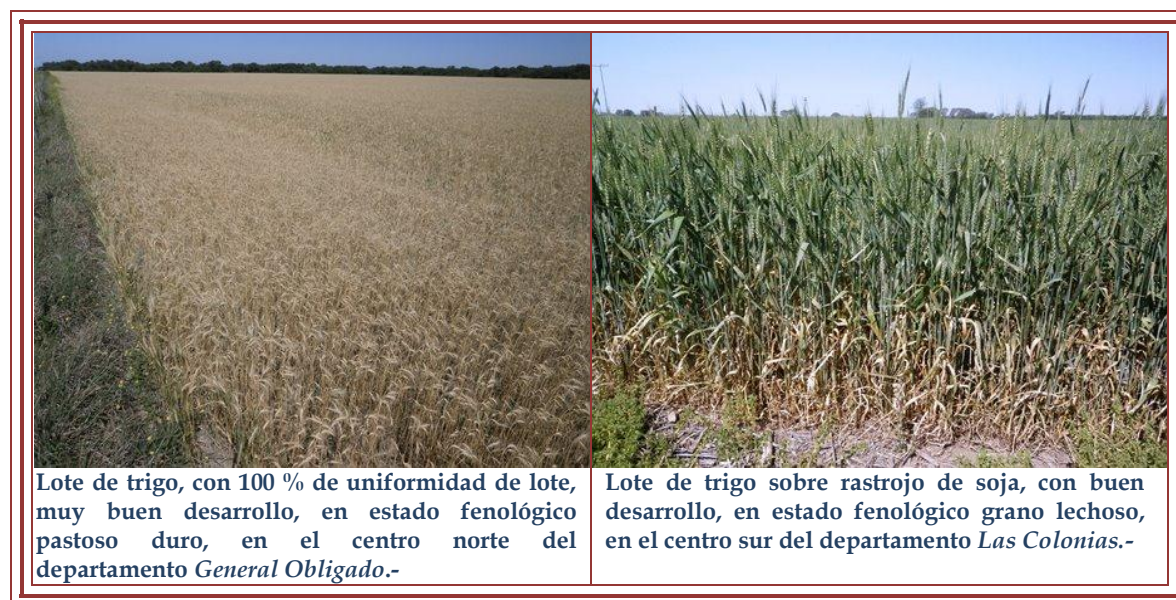 Lote de trigo, con 100 % de uniformidad de lote,
muy buen desarrollo, en estado fenológico
pastoso duro, en el centro norte del
departamento General Obligado.-
Lote de trigo sobre rastrojo de soja, con buen
desarrollo, en estado fenológico grano lechoso,
en el centro sur del departamento Las Colonias.-